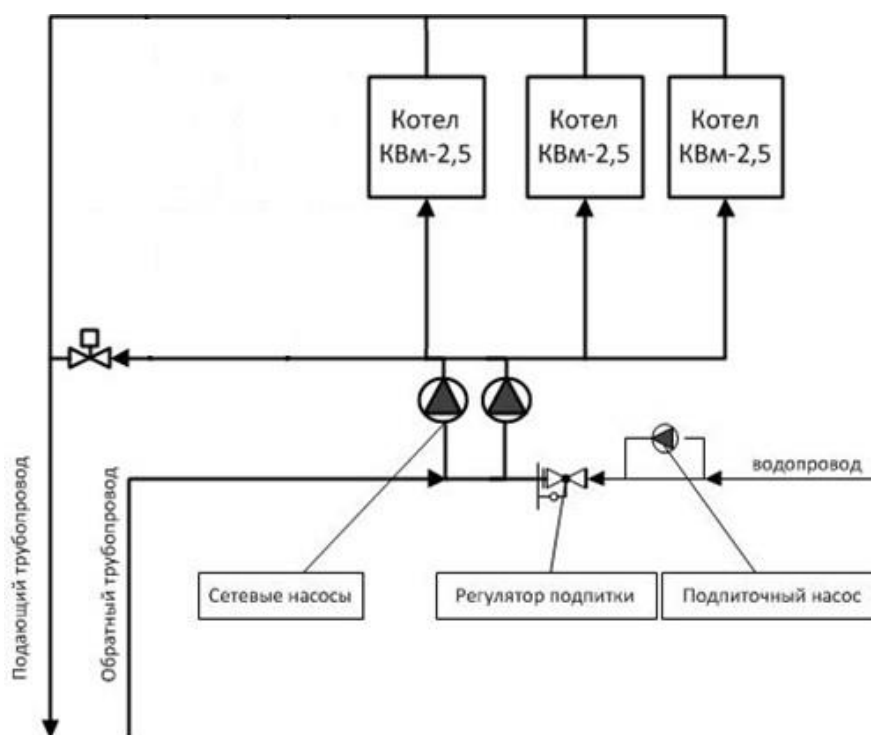 Котел
КВм-2,5
Котел
КВм-2,5
Котел
КВм-2,5
водопровод
Подающий трубопровод
Обратный трубопровод
Сетевые насосы
Регулятор подпитки
Подпиточный насос